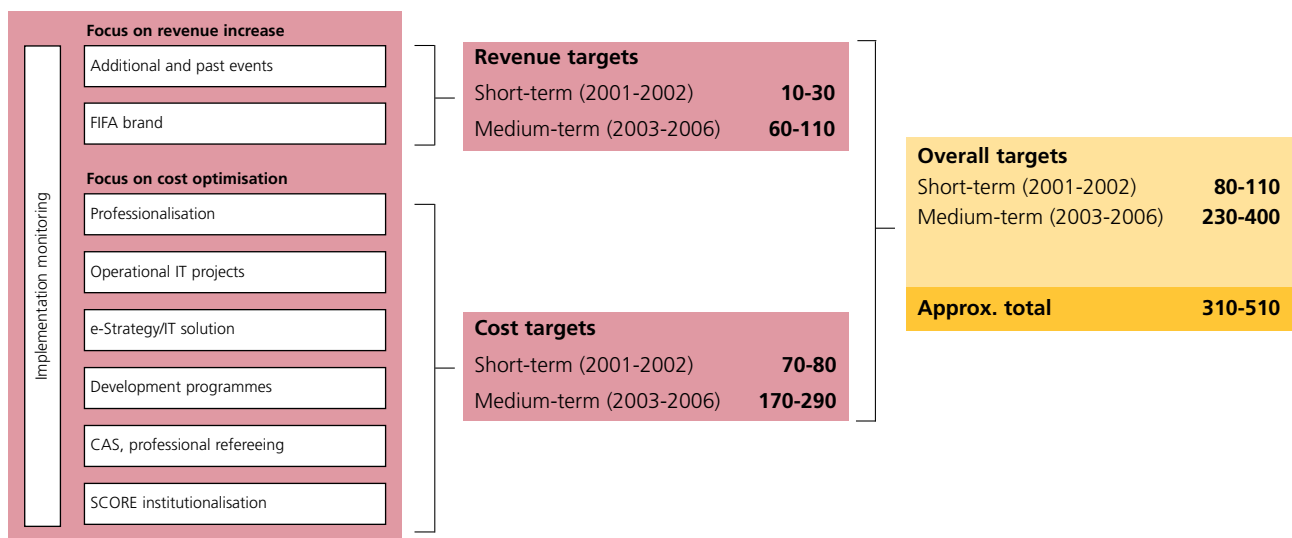 Implementation monitoring
Focus on revenue increase
Additional and past events
FIFA brand
Focus on cost optimisation
Professionalisation
Operational IT projects
e-Strategy/IT solution
Development programmes
CAS, professional refereeing
SCORE institutionalisation
Revenue targets
Short-term (2001-2002) 10-30
Medium-term (2003-2006) 60-110
Cost targets
Short-term (2001-2002) 70-80
Medium-term (2003-2006) 170-290
Overall targets
Short-term (2001-2002) 80-110
Medium-term (2003-2006) 230-400
Approx. total 310-510